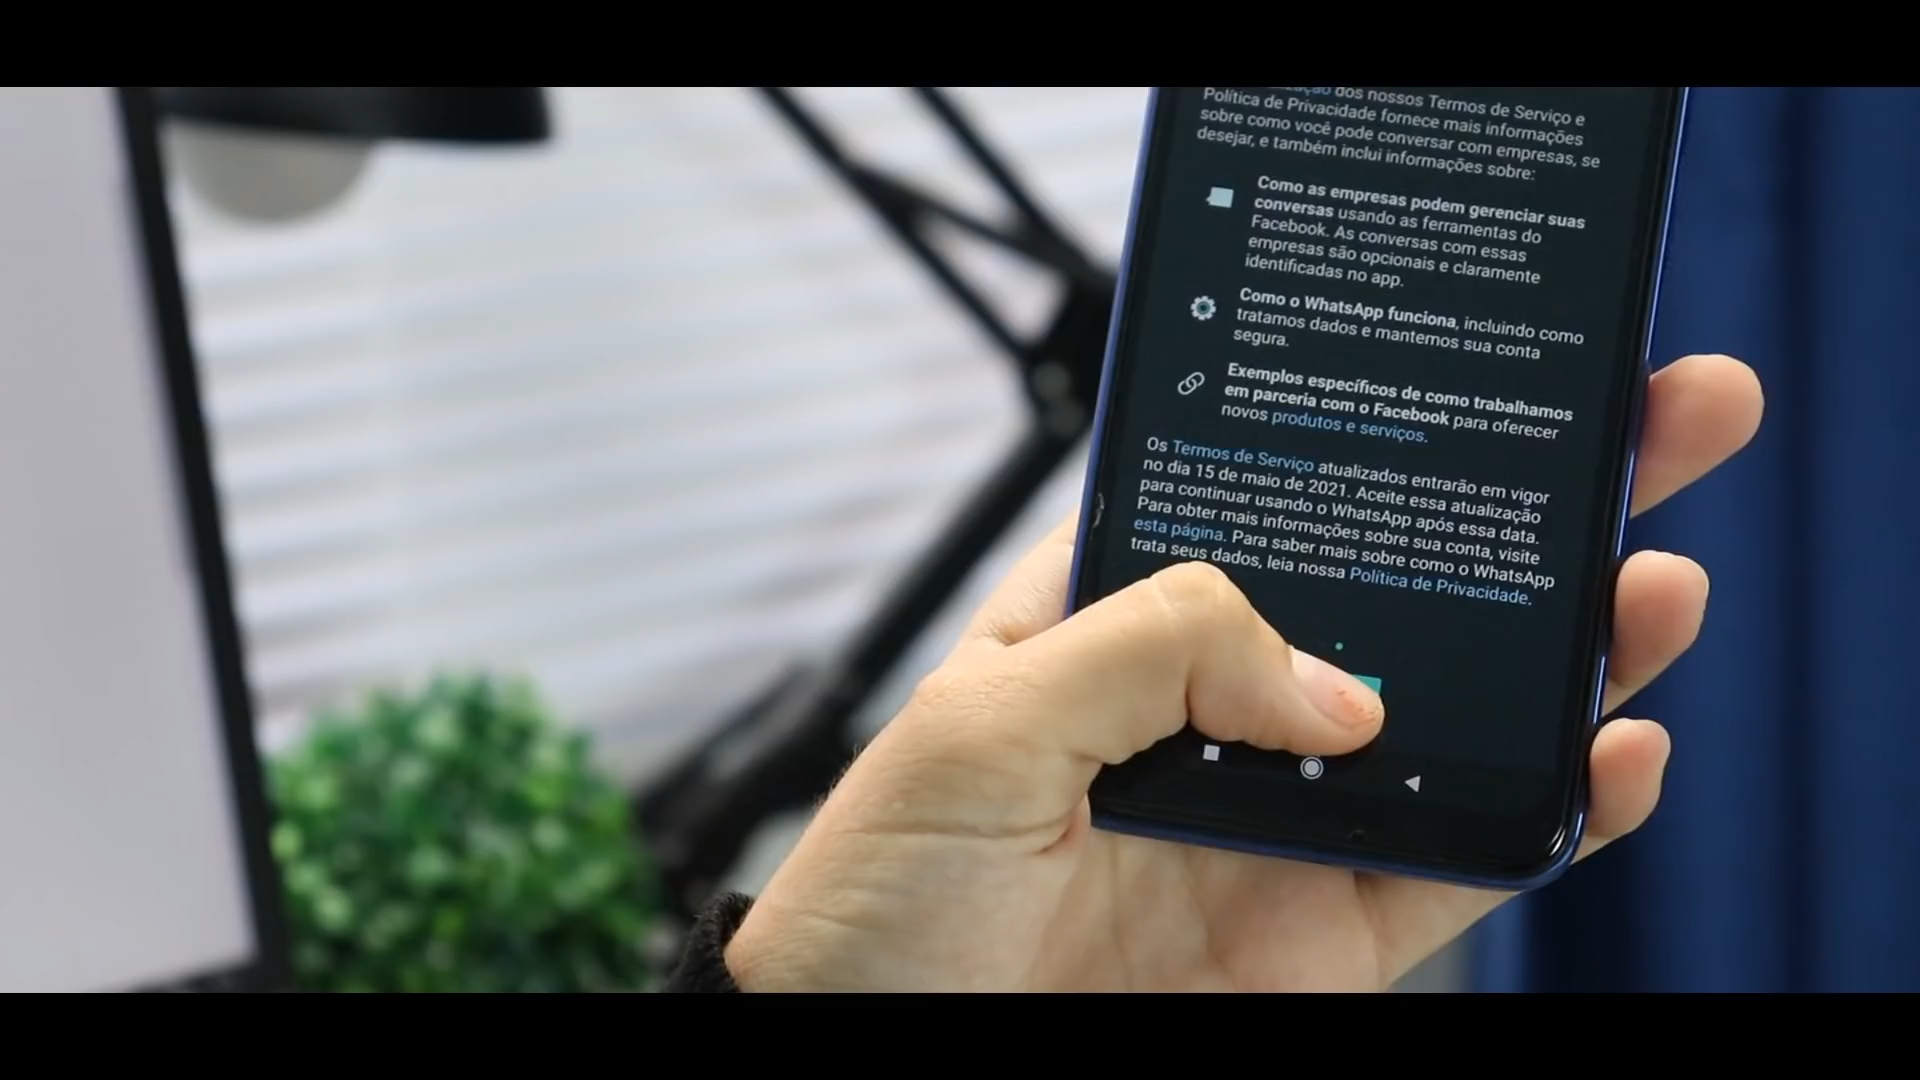 dos nossos Termos de Serviço e
Política de Privacidade fornece mais informações
sobre como você pode conversar com empresas, se
desejar, e também inclui informações sobre:
Como as empresas podem gerenciar suas
conversas usando as ferramentas do
Facebook. As conversas com essas
empresas são opcionais e claramente
identificadas no app.
Como o WhatsApp funciona, incluindo como
tratamos dados e mantemos sua conta
segura.
Exemplos específicos de como trabalhamos
em parceria com o Facebook para oferecer
novos produtos e serviços.
Os Termos de Serviço atualizados entrarão em vigor
no dia 15 de maio de 2021. Aceite essa atualização
para continuar usando o WhatsApp após essa data.
Para obter mais informações sobre sua conta, visite
esta página. Para saber mais sobre como o WhatsApp
trata seus dados, leia nossa Política de Privacidade.